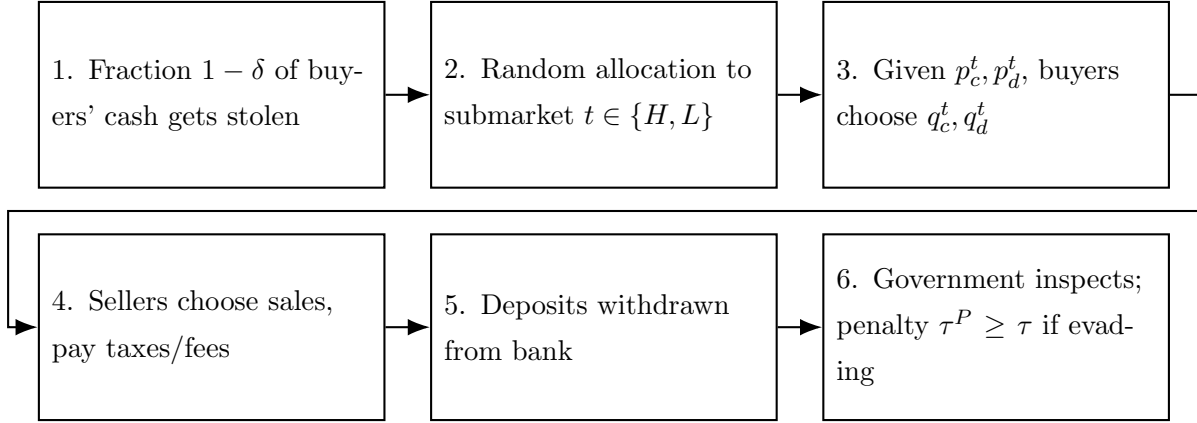 1. Fraction 1 − δ of buy-
ers' cash gets stolen
2. Random allocation to
submarket t ∈ {H, L}
3. Given p_c^t, p_d^t, buyers
choose q_c^t, q_d^t
4. Sellers choose sales,
pay taxes/fees
5. Deposits withdrawn
from bank
6. Government inspects;
penalty τ^P ≥ τ if evad-
ing